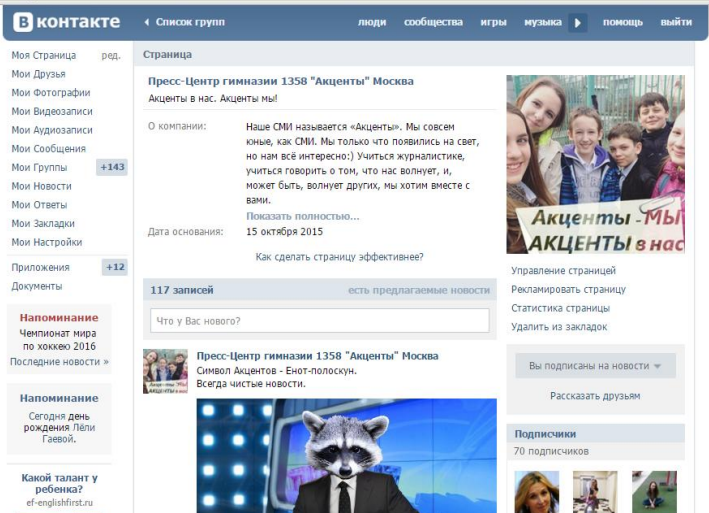 В контакте
Список групп
люди сообщества игры музыка помощь выйти
Моя Страница ред.
Мои Друзья
Мои Фотографии
Мои Видеозаписи
Мои Аудиозаписи
Мои Сообщения
Мои Группы +143
Мои Новости
Мои Ответы
Мои Закладки
Мои Настройки
Приложения +12
Документы
Напоминание
Чемпионат мира
по хоккею 2016
Последние новости »
Напоминание
Сегодня день
рождения Лёли
Гаевой.
Какой талант у
ребенка?
ef-englishfirst.ru
Страница
Пресс-Центр гимназии 1358 "Акценты" Москва
Акценты в нас. Акценты мы!
О компании: Наше СМИ называется «Акценты». Мы совсем
юные, как СМИ. Мы только что появились на свет,
но нам всё интересно:) Учиться журналистике,
учиться говорить о том, что нас волнует, и,
может быть, волнует других, мы хотим вместе с
вами.
Показать полностью...
Дата основания: 15 октября 2015
Как сделать страницу эффективнее?
117 записей есть предлагаемые новости
Что у Вас нового?
Пресс-Центр гимназии 1358 "Акценты" Москва
Символ Акцентов - Енот-полоскун.
Всегда чистые новости.
Акценты -МЫ
АКЦЕНТЫ в нас
Акценты -МЫ
АКЦЕНТЫ в нас
Управление страницей
Рекламировать страницу
Статистика страницы
Удалить из закладок
Вы подписаны на новости
Рассказать друзьям
Подписчики
70 подписчиков